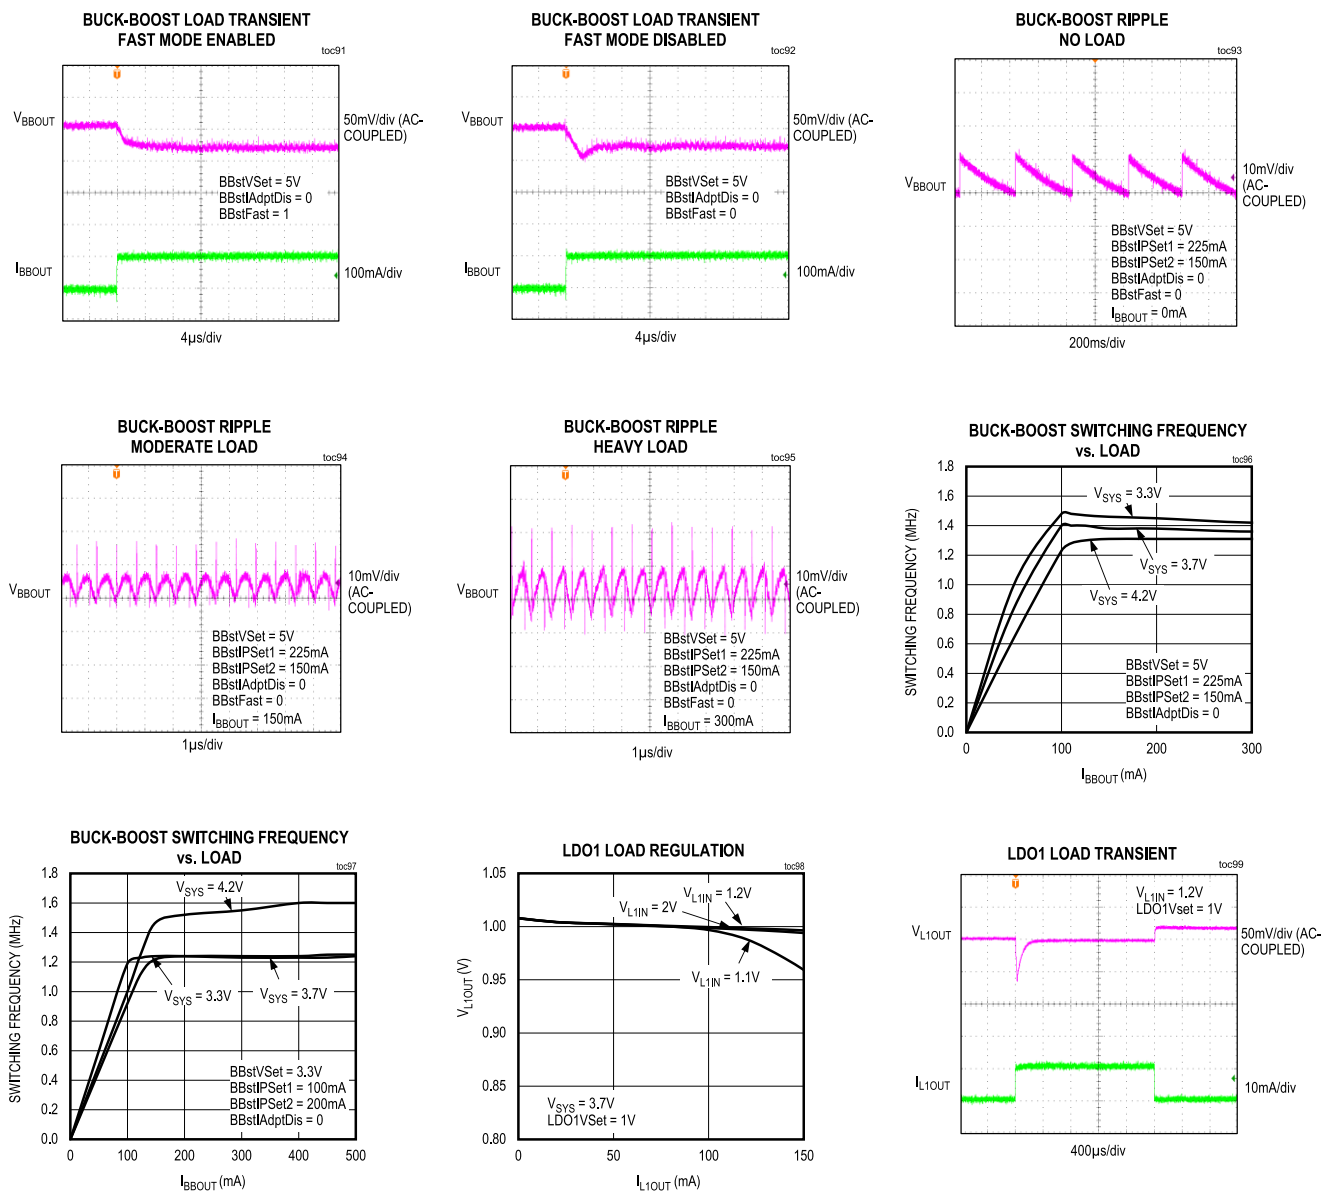 BUCK-BOOST LOAD TRANSIENT
FAST MODE ENABLED
toc91
T
VBBOUT
50mV/div (AC-
COUPLED)
BBstVSet = 5V
BBstIAdptDis = 0
BBstFast = 1
IBBOUT
100mA/div
4µs/div
BUCK-BOOST LOAD TRANSIENT
FAST MODE DISABLED
toc92
T
VBBOUT
50mV/div (AC-
COUPLED)
BBstVSet = 5V
BBstIAdptDis = 0
BBstFast = 0
IBBOUT
100mA/div
4µs/div
BUCK-BOOST RIPPLE
NO LOAD
toc93
VBBOUT
10mV/div
(AC-
COUPLED)
BBstVSet = 5V
BBstIPSet1 = 225mA
BBstIPSet2 = 150mA
BBstIAdptDis = 0
BBstFast = 0
IBBOUT = 0mA
200ms/div
BUCK-BOOST RIPPLE
MODERATE LOAD
toc94
T
VBBOUT
10mV/div
(AC-
COUPLED)
BBstVSet = 5V
BBstIPSet1 = 225mA
BBstIPSet2 = 150mA
BBstIAdptDis = 0
BBstFast = 0
IBBOUT = 150mA
1µs/div
BUCK-BOOST RIPPLE
HEAVY LOAD
toc95
T
VBBOUT
10mV/div
(AC-
COUPLED)
BBstVSet = 5V
BBstIPSet1 = 225mA
BBstIPSet2 = 150mA
BBstIAdptDis = 0
BBstFast = 0
IBBOUT = 300mA
1µs/div
BUCK-BOOST SWITCHING FREQUENCY
vs. LOAD
toc96
SWITCHING FREQUENCY (MHz)
1.8
1.6
1.4
1.2
1.0
0.8
0.6
0.4
0.2
0.0
VSYS = 3.3V
VSYS = 3.7V
VSYS = 4.2V
BBstVSet = 5V
BBstIPSet1 = 225mA
BBstIPSet2 = 150mA
BBstIAdptDis = 0
0 100 200 300
IBBOUT (mA)
BUCK-BOOST SWITCHING FREQUENCY
vs. LOAD
toc97
SWITCHING FREQUENCY (MHz)
1.8
1.6
1.4
1.2
1.0
0.8
0.6
0.4
0.2
0.0
VSYS = 4.2V
VSYS = 3.3V
VSYS = 3.7V
BBstVSet = 3.3V
BBstIPSet1 = 100mA
BBstIPSet2 = 200mA
BBstIAdptDis = 0
0 100 200 300 400 500
IBBOUT (mA)
LDO1 LOAD REGULATION
toc98
VL1OUT (V)
1.05
1.00
0.95
0.90
0.85
0.80
VL1IN = 1.2V
VL1IN = 2V
VL1IN = 1.1V
VSYS = 3.7V
LDO1VSet = 1V
0 50 100 150
IL1OUT (mA)
LDO1 LOAD TRANSIENT
toc99
T
VL1IN = 1.2V
LDO1Vset = 1V
VL1OUT
50mV/div (AC-
COUPLED)
IL1OUT
10mA/div
400µs/div